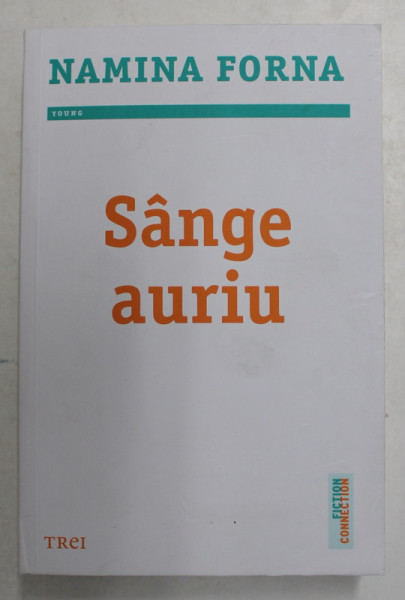 NAMINA FORNA
YOUNG
Sânge
auriu
FICTION
CONNECTION
TREI